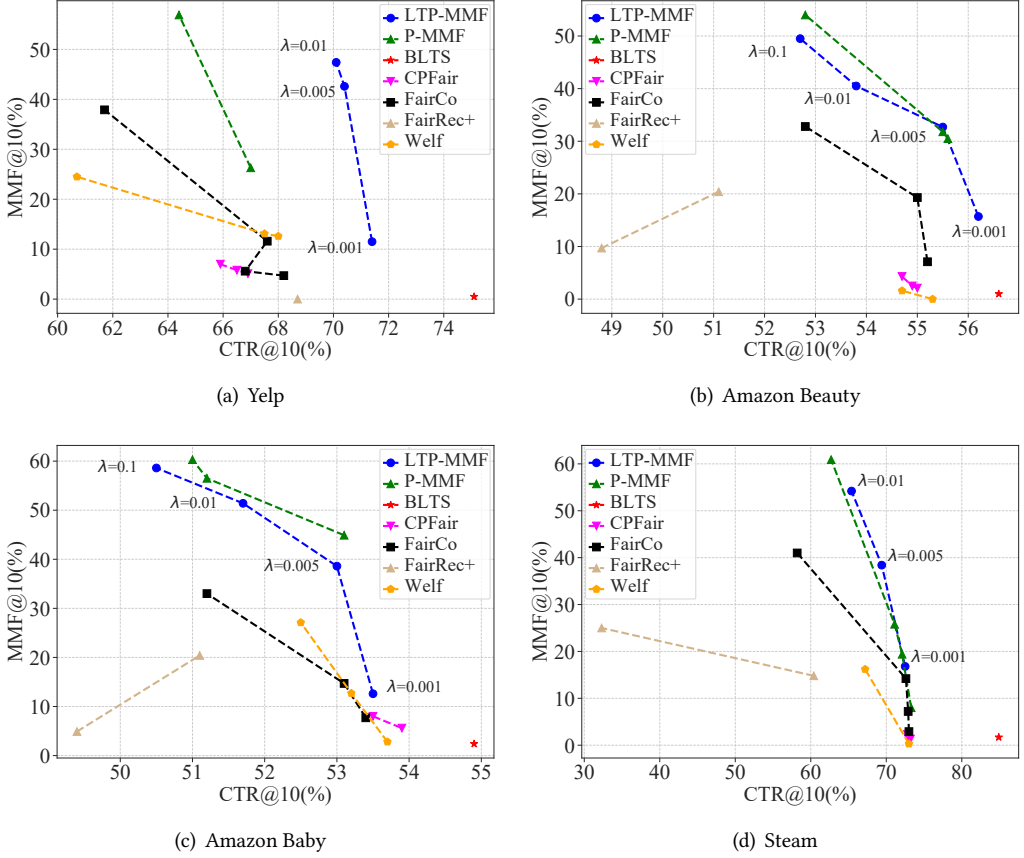 LTP-MMF
P-MMF
BLTS
CPFair
FairCo
FairRec+
Welf
λ=0.01
λ=0.005
λ=0.001
MMF@10(%)
50
40
30
20
10
0
60 62 64 66 68 70 72 74
CTR@10(%)
(a) Yelp
LTP-MMF
P-MMF
BLTS
CPFair
FairCo
FairRec+
Welf
λ=0.1
λ=0.01
λ=0.005
λ=0.001
MMF@10(%)
50
40
30
20
10
0
49 50 51 52 53 54 55 56
CTR@10(%)
(b) Amazon Beauty
LTP-MMF
P-MMF
BLTS
CPFair
FairCo
FairRec+
Welf
λ=0.1
λ=0.01
λ=0.005
λ=0.001
MMF@10(%)
60
50
40
30
20
10
0
50 51 52 53 54 55
CTR@10(%)
(c) Amazon Baby
LTP-MMF
P-MMF
BLTS
CPFair
FairCo
FairRec+
Welf
λ=0.01
λ=0.005
λ=0.001
MMF@10(%)
60
50
40
30
20
10
0
30 40 50 60 70 80
CTR@10(%)
(d) Steam